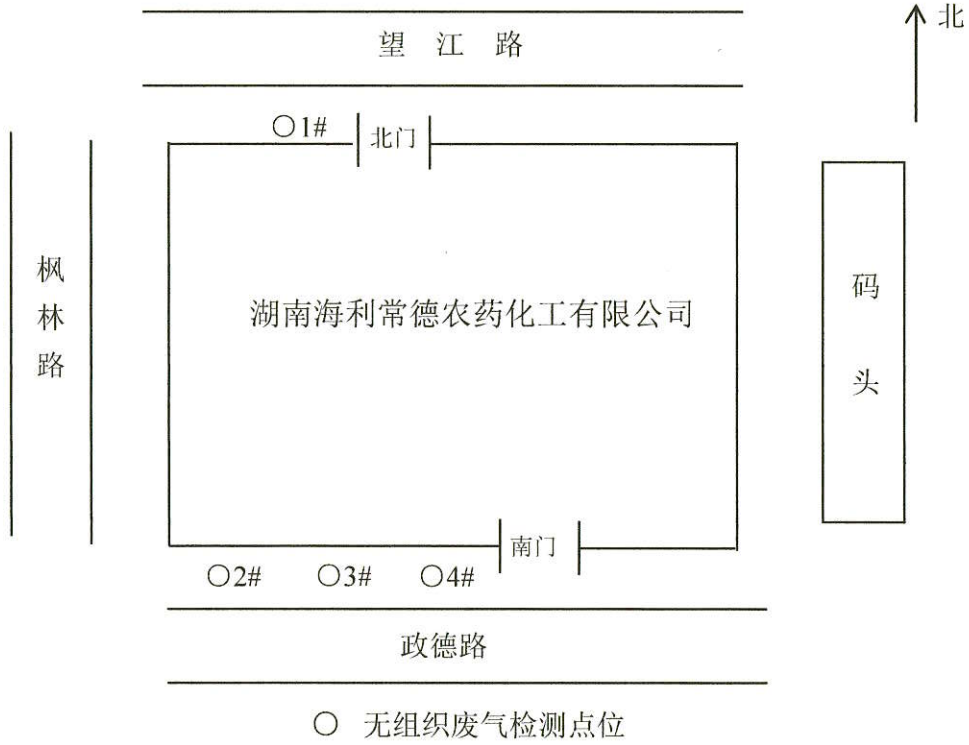 北
望江路
○1#
北门
枫林路
湖南海利常德农药化工有限公司
码头
南门
○2# ○3# ○4#
政德路
○ 无组织废气检测点位